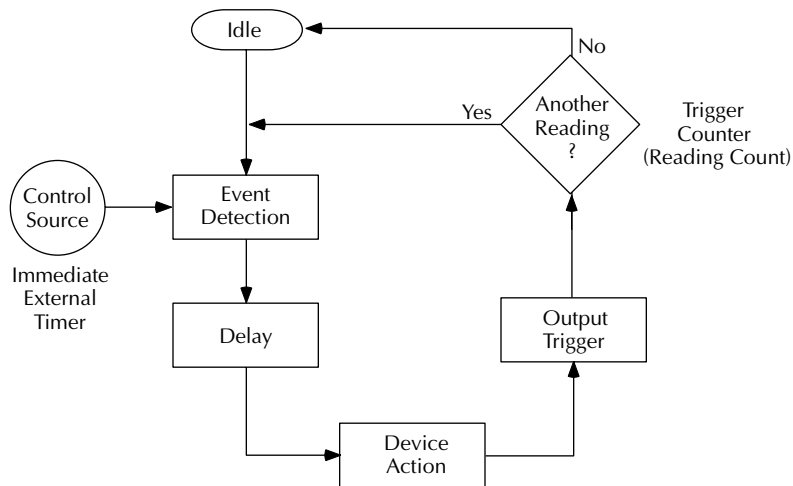 Idle
No
Yes
Another
Reading
?
Trigger
Counter
(Reading Count)
Control
Source
Event
Detection
Immediate
External
Timer
Delay
Output
Trigger
Device
Action